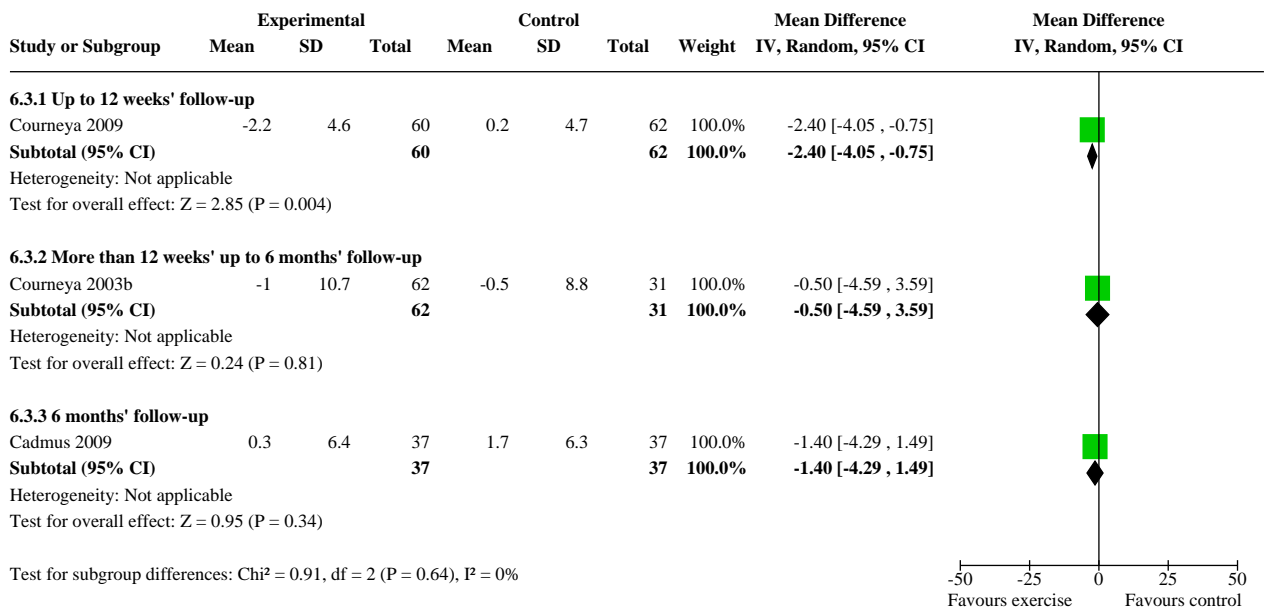 Experimental Control Mean Difference Mean Difference
Study or Subgroup Mean SD Total Mean SD Total Weight IV, Random, 95% CI IV, Random, 95% CI
6.3.1 Up to 12 weeks' follow-up
Courneya 2009 -2.2 4.6 60 0.2 4.7 62 100.0% -2.40 [-4.05 , -0.75]
Subtotal (95% CI) 60 62 100.0% -2.40 [-4.05 , -0.75]
Heterogeneity: Not applicable
Test for overall effect: Z = 2.85 (P = 0.004)
6.3.2 More than 12 weeks' up to 6 months' follow-up
Courneya 2003b -1 10.7 62 -0.5 8.8 31 100.0% -0.50 [-4.59 , 3.59]
Subtotal (95% CI) 62 31 100.0% -0.50 [-4.59 , 3.59]
Heterogeneity: Not applicable
Test for overall effect: Z = 0.24 (P = 0.81)
6.3.3 6 months' follow-up
Cadmus 2009 0.3 6.4 37 1.7 6.3 37 100.0% -1.40 [-4.29 , 1.49]
Subtotal (95% CI) 37 37 100.0% -1.40 [-4.29 , 1.49]
Heterogeneity: Not applicable
Test for overall effect: Z = 0.95 (P = 0.34)
Test for subgroup differences: Chi² = 0.91, df = 2 (P = 0.64), I² = 0%
-50 -25 0 25 50
Favours exercise Favours control